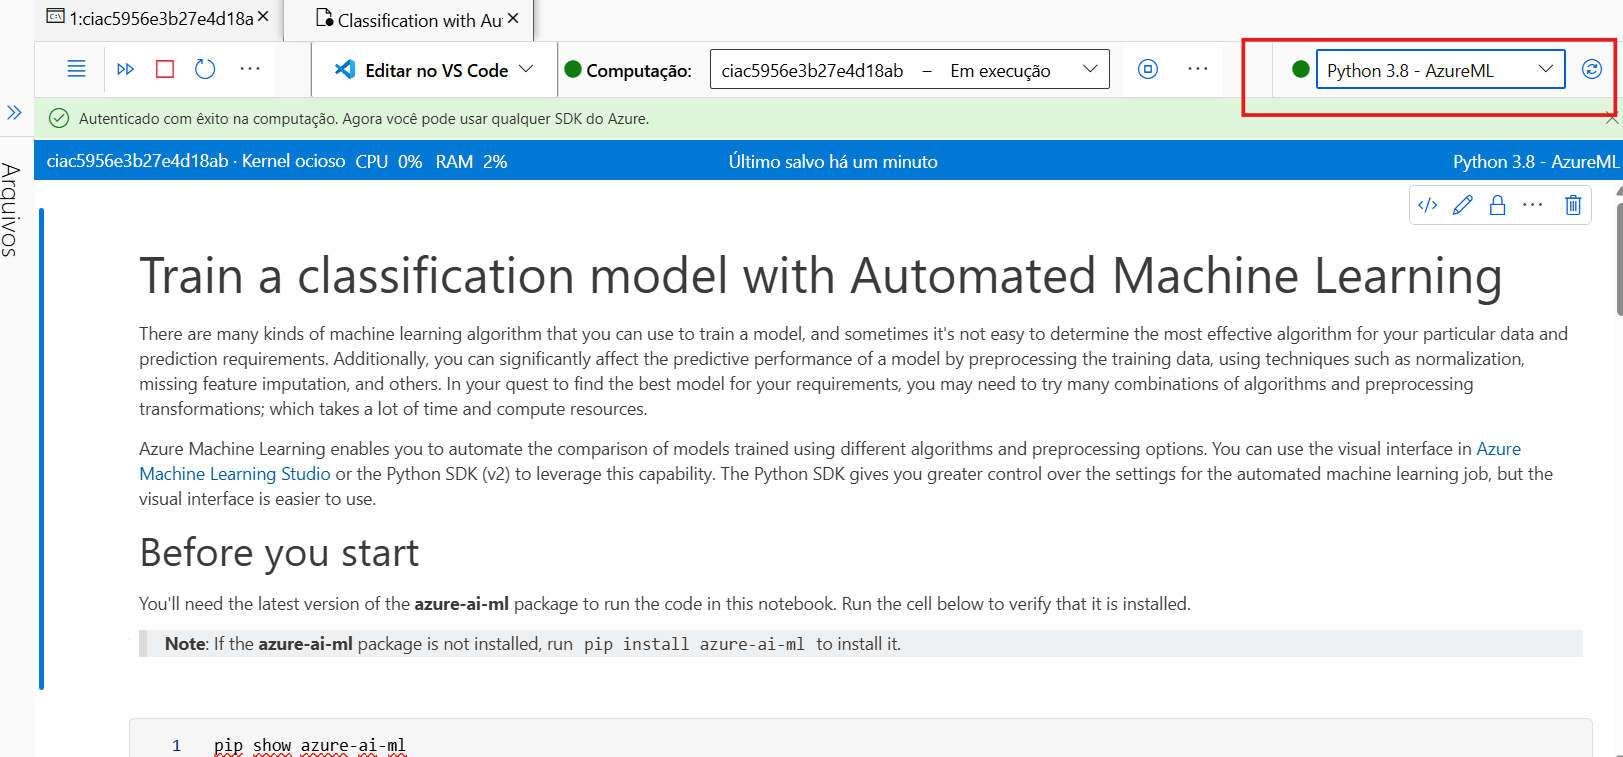 1:ciac5956e3b27e4d18a
Classification with Au
Editar no VS Code
Computação:
ciac5956e3b27e4d18ab – Em execução
Python 3.8 - AzureML
Autenticado com êxito na computação. Agora você pode usar qualquer SDK do Azure.
ciac5956e3b27e4d18ab · Kernel ocioso CPU 0% RAM 2%
Último salvo há um minuto
Python 3.8 - AzureML
Arquivos
Train a classification model with Automated Machine Learning
There are many kinds of machine learning algorithm that you can use to train a model, and sometimes it's not easy to determine the most effective algorithm for your particular data and
prediction requirements. Additionally, you can significantly affect the predictive performance of a model by preprocessing the training data, using techniques such as normalization,
missing feature imputation, and others. In your quest to find the best model for your requirements, you may need to try many combinations of algorithms and preprocessing
transformations; which takes a lot of time and compute resources.
Azure Machine Learning enables you to automate the comparison of models trained using different algorithms and preprocessing options. You can use the visual interface in Azure
Machine Learning Studio or the Python SDK (v2) to leverage this capability. The Python SDK gives you greater control over the settings for the automated machine learning job, but the
visual interface is easier to use.
Before you start
You'll need the latest version of the azure-ai-ml package to run the code in this notebook. Run the cell below to verify that it is installed.
Note: If the azure-ai-ml package is not installed, run pip install azure-ai-ml to install it.
1 pip show azure-ai-ml